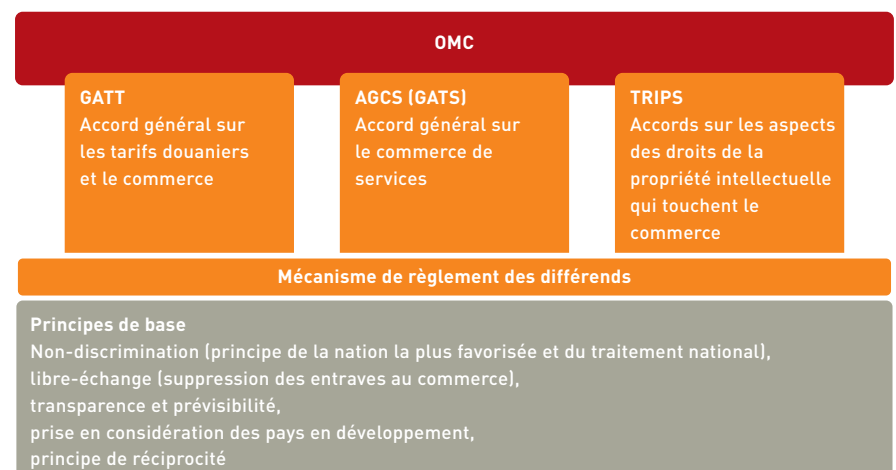 OMC
GATT
Accord général sur
les tarifs douaniers
et le commerce
AGCS (GATS)
Accord général sur
le commerce de
services
TRIPS
Accords sur les aspects
des droits de la
propriété intellectuelle
qui touchent le
commerce
Mécanisme de règlement des différends
Principes de base
Non-discrimination (principe de la nation la plus favorisée et du traitement national),
libre-échange (suppression des entraves au commerce),
transparence et prévisibilité,
prise en considération des pays en développement,
principe de réciprocité